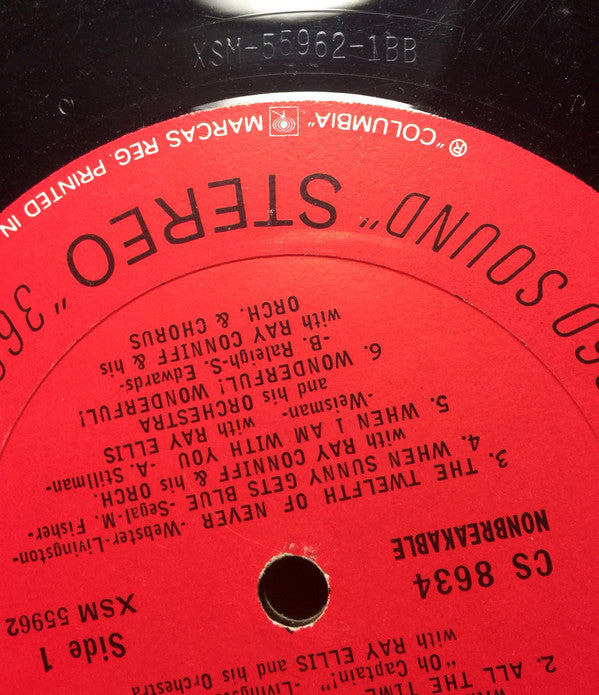 XSM-55962-1BB
2. ALL THE TIME
"Oh Captain!" -Livings
with RAY ELLIS and his Orchestra
Side 1
XSM 55962
CS 8634
NONBREAKABLE
3. THE TWELFTH OF NEVER -Webster-Livingston-
4. WHEN SUNNY GETS BLUE -Segal-M. Fisher-
with RAY CONNIFF & his ORCH.
5. WHEN I AM WITH YOU -A. Stillman-
-Weisman- with RAY ELLIS
and his ORCHESTRA
6. WONDERFUL! WONDERFUL!
-B. Raleigh-S. Edwards-
with RAY CONNIFF & his
ORCH. & CHORUS
360 SOUND" STEREO "360
® "COLUMBIA" MARCAS REG. PRINTED IN